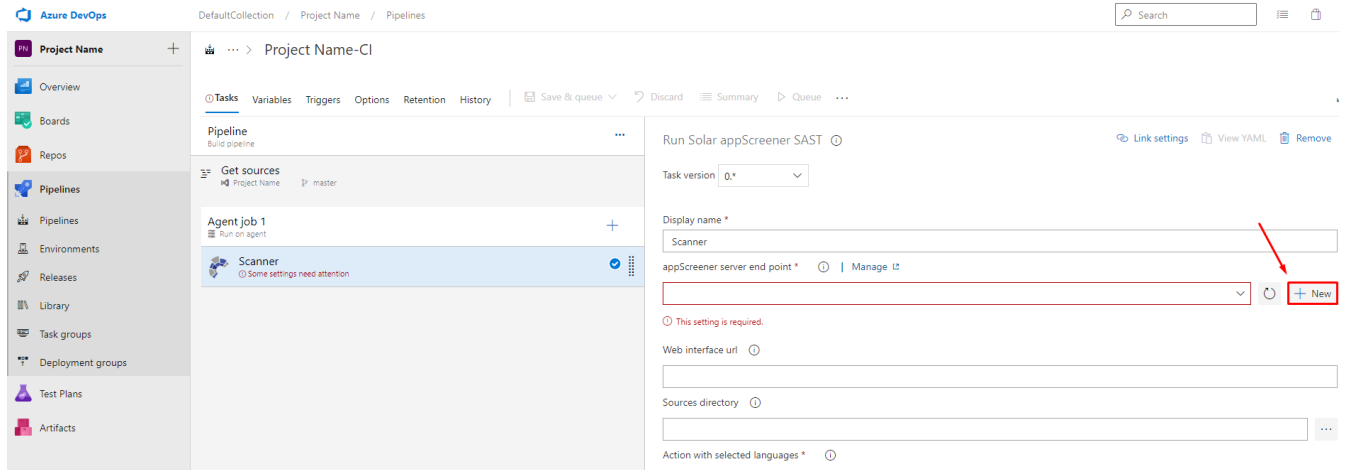 Azure DevOps
DefaultCollection / Project Name / Pipelines
Search
PN Project Name
Project Name-CI
Overview
Boards
Repos
Pipelines
Pipelines
Environments
Releases
Library
Task groups
Deployment groups
Test Plans
Artifacts
Tasks Variables Triggers Options Retention History Save & queue Discard Summary Queue ...
Pipeline
Build pipeline
Get sources
Project Name master
Agent job 1
Run on agent
Scanner
Some settings need attention
Run Solar appScreener SAST
Link settings View YAML Remove
Task version 0.*
Display name *
Scanner
appScreener server end point * | Manage
New
This setting is required.
Web interface url
Sources directory
Action with selected languages *